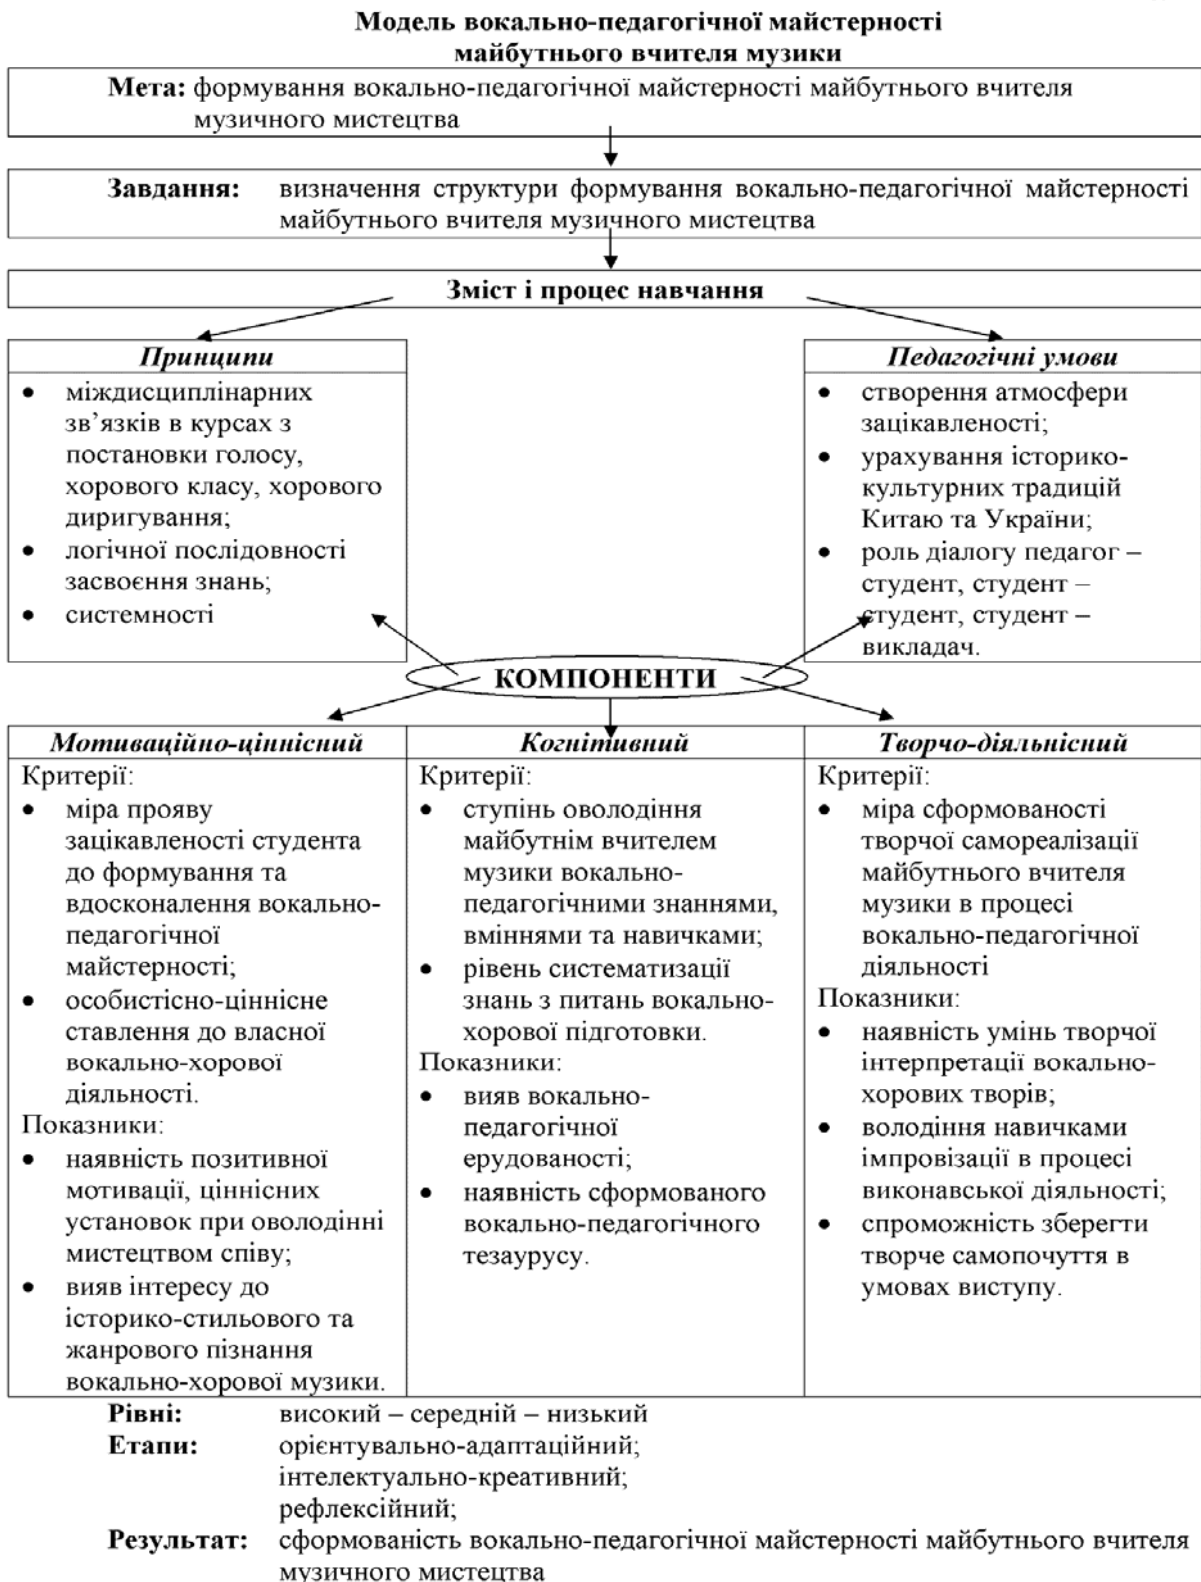 Модель вокально-педагогічної майстерності
майбутнього вчителя музики
Мета: формування вокально-педагогічної майстерності майбутнього вчителя
музичного мистецтва
Завдання: визначення структури формування вокально-педагогічної майстерності
майбутнього вчителя музичного мистецтва
Зміст і процес навчання
Принципи
• міждисциплінарних
зв’язків в курсах з
постановки голосу,
хорового класу, хорового
диригування;
• логічної послідовності
засвоєння знань;
• системності
Педагогічні умови
• створення атмосфери
зацікавленості;
• урахування історико-
культурних традицій
Китаю та України;
• роль діалогу педагог –
студент, студент –
студент, студент –
викладач.
КОМПОНЕНТИ
Мотиваційно-ціннісний
Критерії:
• міра прояву
зацікавленості студента
до формування та
вдосконалення вокально-
педагогічної
майстерності;
• особистісно-ціннісне
ставлення до власної
вокально-хорової
діяльності.
Показники:
• наявність позитивної
мотивації, ціннісних
установок при оволодінні
мистецтвом співу;
• вияв інтересу до
історико-стильового та
жанрового пізнання
вокально-хорової музики.
Когнітивний
Критерії:
• ступінь оволодіння
майбутнім вчителем
музики вокально-
педагогічними знаннями,
вміннями та навичками;
• рівень систематизації
знань з питань вокально-
хорової підготовки.
Показники:
• вияв вокально-
педагогічної
ерудованості;
• наявність сформованого
вокально-педагогічного
тезаурусу.
Творчо-діяльнісний
Критерії:
• міра сформованості
творчої самореалізації
майбутнього вчителя
музики в процесі
вокально-педагогічної
діяльності
Показники:
• наявність умінь творчої
інтерпретації вокально-
хорових творів;
• володіння навичками
імпровізації в процесі
виконавської діяльності;
• спроможність зберегти
творче самопочуття в
умовах виступу.
Рівні: високий – середній – низький
Етапи: орієнтувально-адаптаційний;
інтелектуально-креативний;
рефлексійний;
Результат: сформованість вокально-педагогічної майстерності майбутнього вчителя
музичного мистецтва